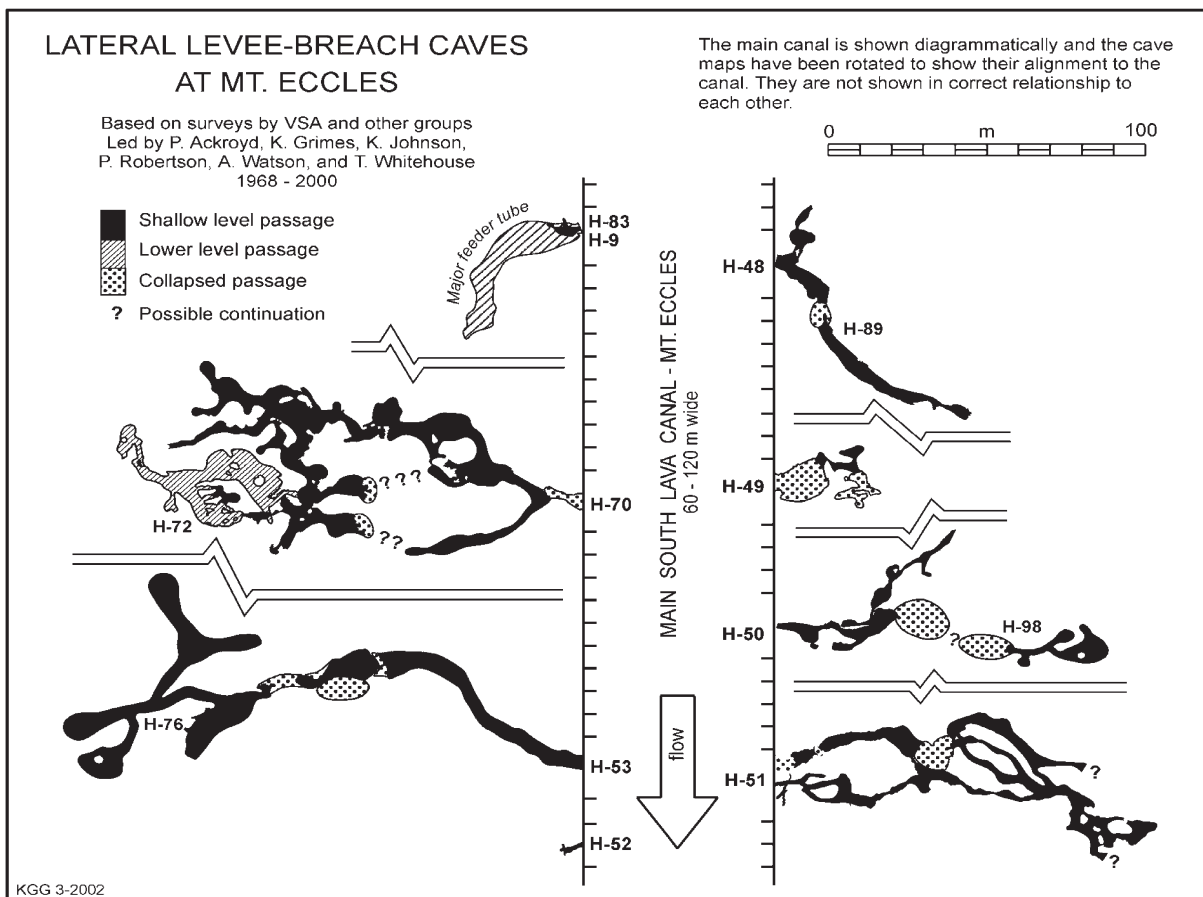 LATERAL LEVEE-BREACH CAVES
AT MT. ECCLES
Based on surveys by VSA and other groups
Led by P. Ackroyd, K. Grimes, K. Johnson,
P. Robertson, A. Watson, and T. Whitehouse
1968 - 2000
Shallow level passage
Lower level passage
Collapsed passage
? Possible continuation
The main canal is shown diagrammatically and the cave
maps have been rotated to show their alignment to the
canal. They are not shown in correct relationship to
each other.
0 m 100
Major feeder tube
H-83
H-9
? ? ?
H-70
H-72
??
H-76
H-53
H-52
MAIN SOUTH LAVA CANAL - MT. ECCLES
60 - 120 m wide
flow
H-48
H-89
H-49
H-50
?
H-98
H-51
?
?
KGG 3-2002